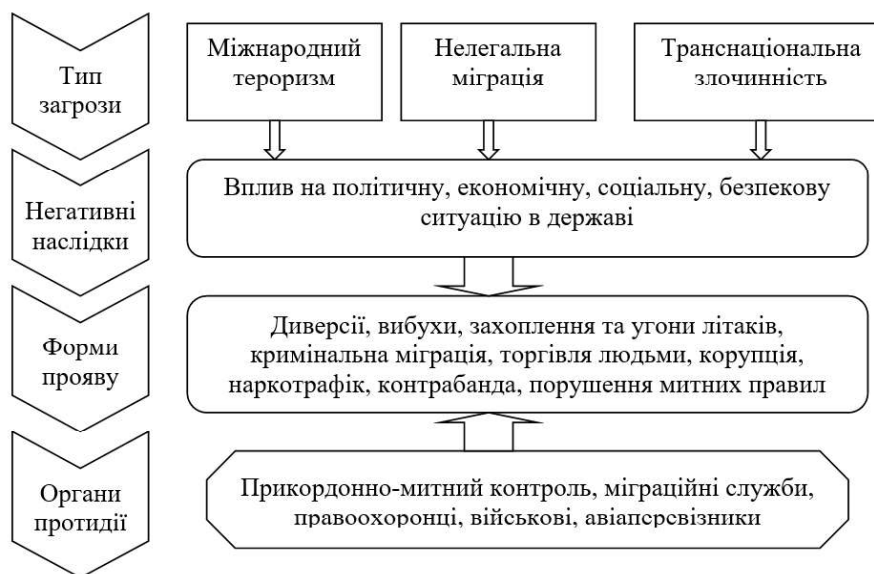 Тип
загрози
Міжнародний
тероризм
Нелегальна
міграція
Транснаціональна
злочинність
Негативні
наслідки
Вплив на політичну, економічну, соціальну, безпекову
ситуацію в державі
Форми
прояву
Диверсії, вибухи, захоплення та угони літаків,
кримінальна міграція, торгівля людьми, корупція,
наркотрафік, контрабанда, порушення митних правил
Органи
протидії
Прикордонно-митний контроль, міграційні служби,
правоохоронці, військові, авіаперевізники